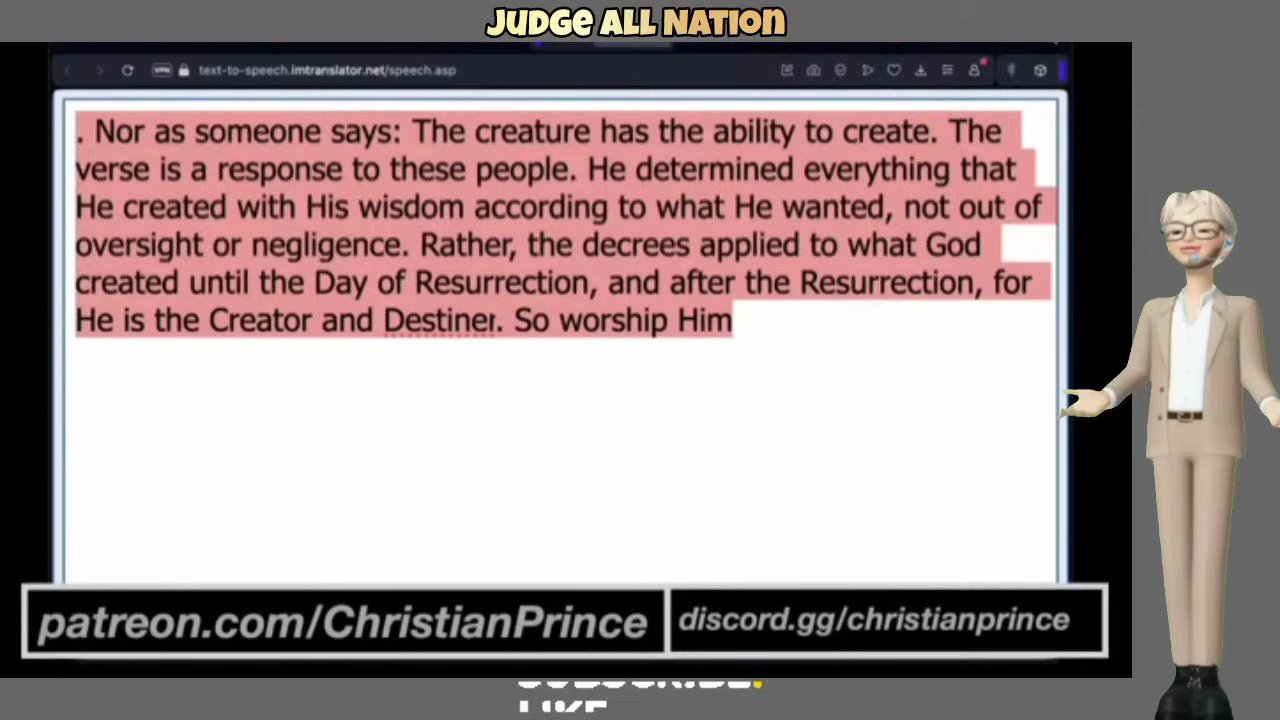 JUDGE ALL NATION
VPN text-to-speech.imtranslator.net/speech.asp
. Nor as someone says: The creature has the ability to create. The
verse is a response to these people. He determined everything that
He created with His wisdom according to what He wanted, not out of
oversight or negligence. Rather, the decrees applied to what God
created until the Day of Resurrection, and after the Resurrection, for
He is the Creator and Destiner. So worship Him
patreon.com/ChristianPrince
discord.gg/christianprince